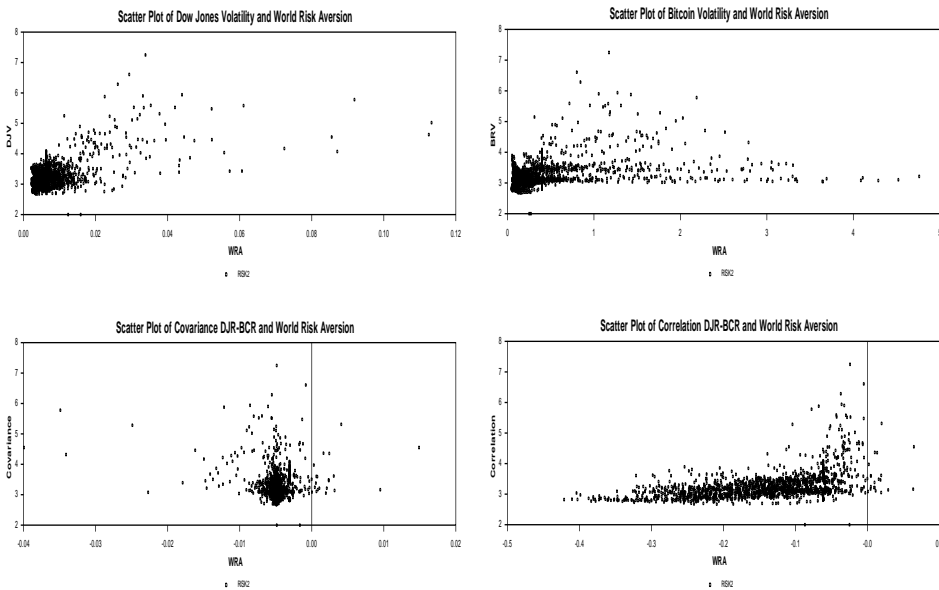 Scatter Plot of Dow Jones Volatility and World Risk Aversion
8
7
6
5
4
3
2
DJV
0.00 0.02 0.04 0.06 0.08 0.10 0.12
WRA
RISK2
Scatter Plot of Bitcoin Volatility and World Risk Aversion
8
7
6
5
4
3
2
BRV
0 1 2 3 4 5
WRA
RISK2
Scatter Plot of Covariance DJR-BCR and World Risk Aversion
8
7
6
5
4
3
2
Covariance
-0.04 -0.03 -0.02 -0.01 0.00 0.01 0.02
WRA
RISK2
Scatter Plot of Correlation DJR-BCR and World Risk Aversion
8
7
6
5
4
3
2
Correlation
-0.5 -0.4 -0.3 -0.2 -0.1 -0.0 0.1
WRA
RISK2